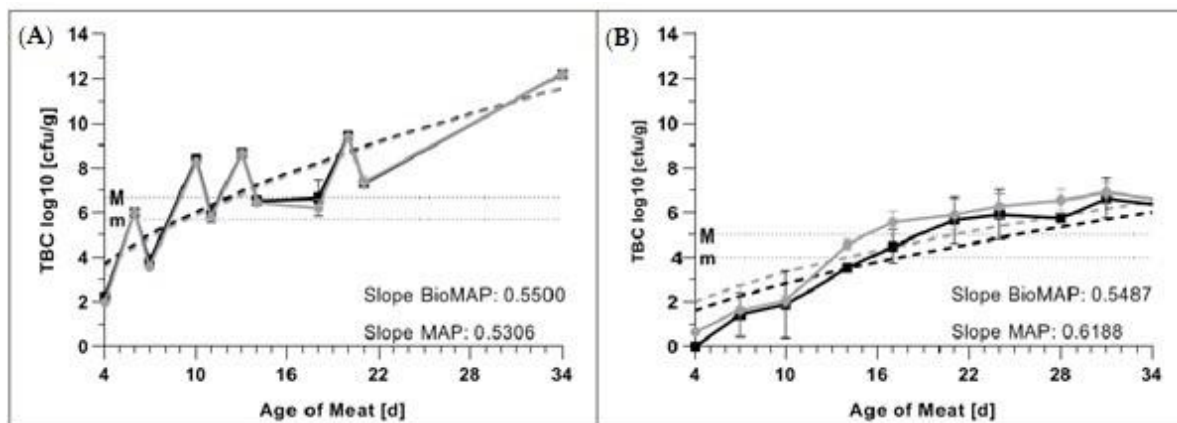 (A)
14
12
10
8
6
4
2
0
TBC log10 [cfu/g]
M
m
Slope BioMAP: 0.5500
Slope MAP: 0.5306
4 10 16 22 28 34
Age of Meat [d]
(B)
14
12
10
8
6
4
2
0
TBC log10 [cfu/g]
M
m
Slope BioMAP: 0.5487
Slope MAP: 0.6188
4 10 16 22 28 34
Age of Meat [d]